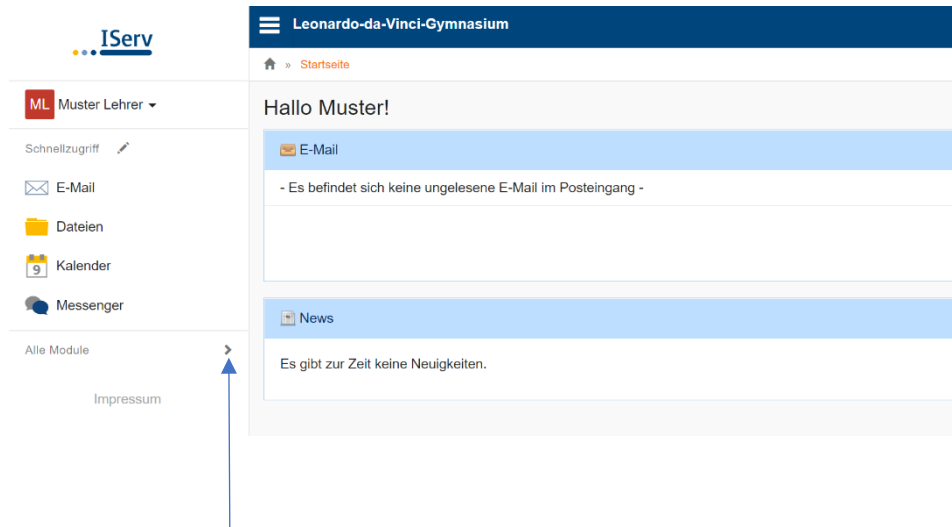 IServ
Leonardo-da-Vinci-Gymnasium
» Startseite
ML Muster Lehrer
Schnellzugriff
E-Mail
Dateien
9 Kalender
Messenger
Alle Module
Impressum
Hallo Muster!
E-Mail
- Es befindet sich keine ungelesene E-Mail im Posteingang -
News
Es gibt zur Zeit keine Neuigkeiten.